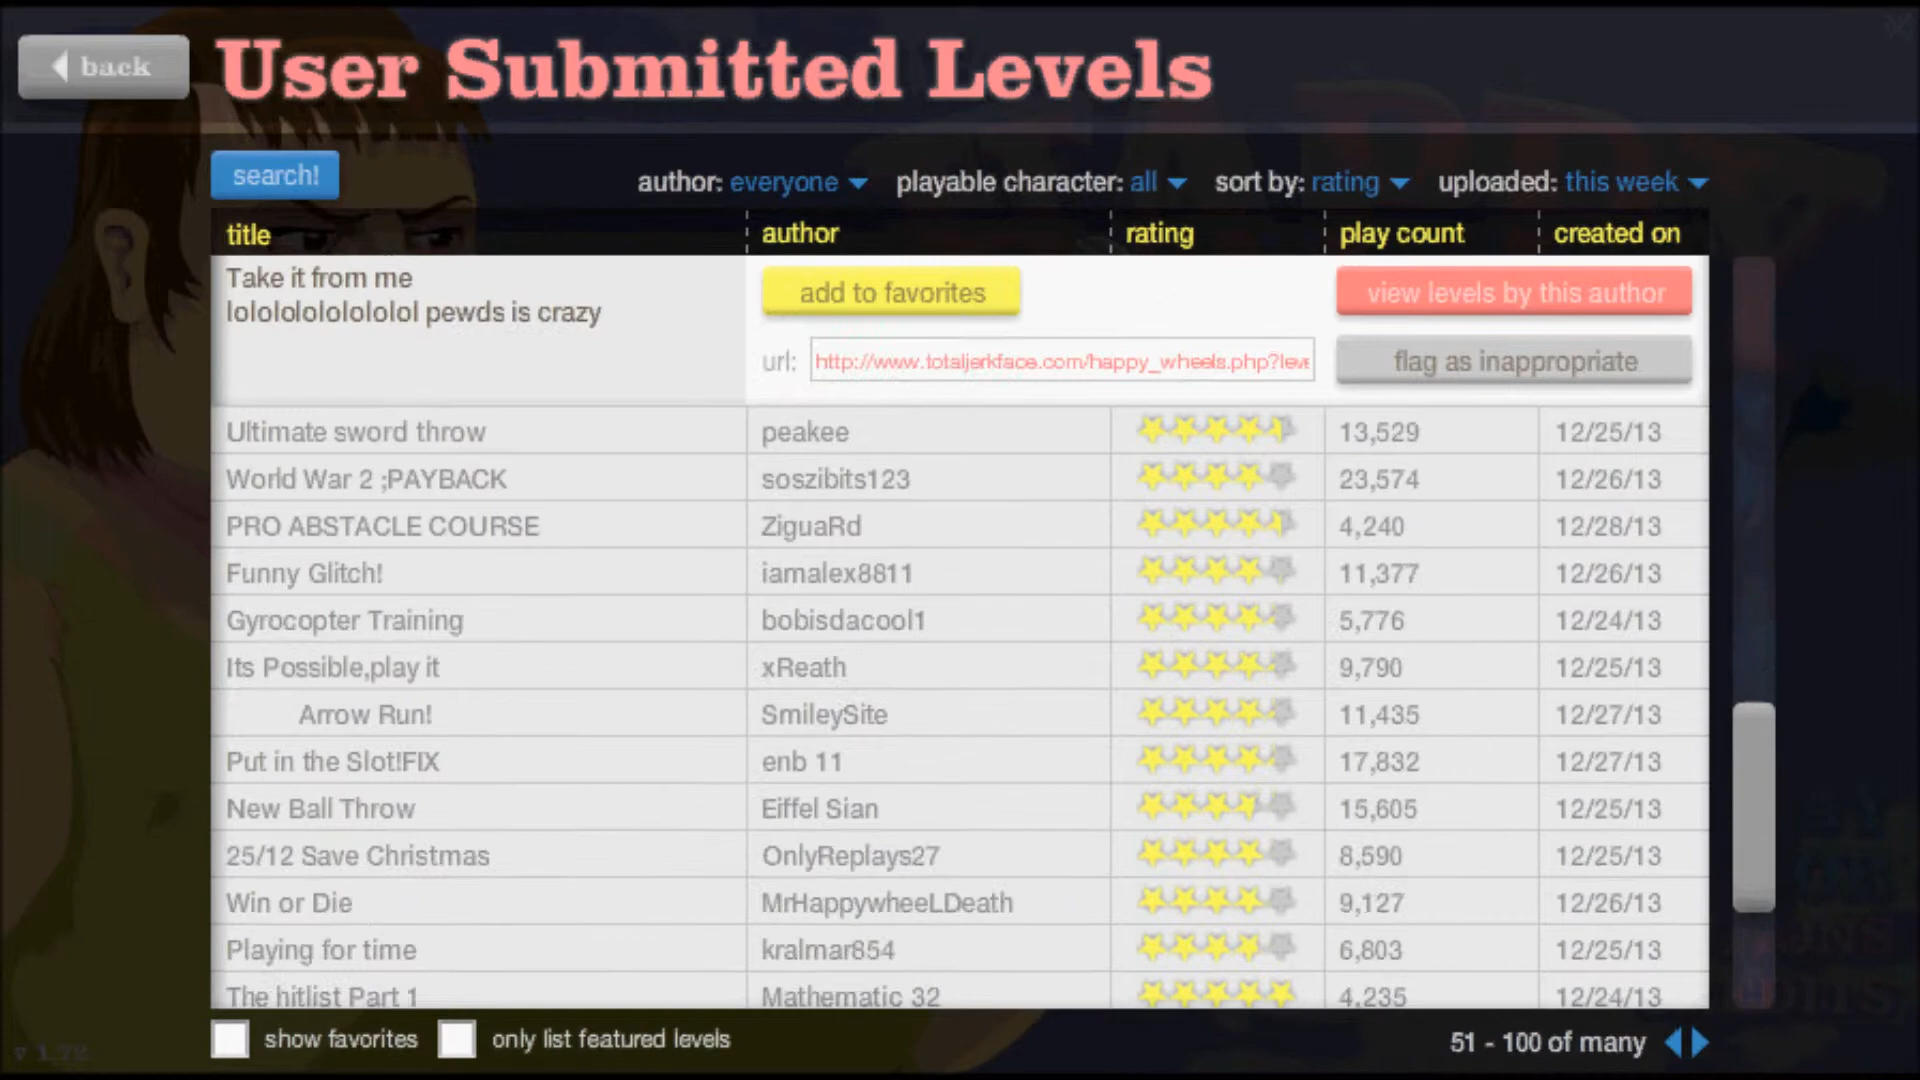 back
User Submitted Levels
search!
author: everyone playable character: all sort by: rating uploaded: this week
title author rating play count created on
Take it from me
lolololololololol pewds is crazy
add to favorites view levels by this author
url: http://www.totaljerkface.com/happy_wheels.php?leve flag as inappropriate
Ultimate sword throw peakee 13,529 12/25/13
World War 2 ;PAYBACK soszibits123 23,574 12/26/13
PRO ABSTACLE COURSE ZiguaRd 4,240 12/28/13
Funny Glitch! iamalex8811 11,377 12/26/13
Gyrocopter Training bobisdacool1 5,776 12/24/13
Its Possible,play it xReath 9,790 12/25/13
Arrow Run! SmileySite 11,435 12/27/13
Put in the Slot!FIX enb 11 17,832 12/27/13
New Ball Throw Eiffel Sian 15,605 12/25/13
25/12 Save Christmas OnlyReplays27 8,590 12/25/13
Win or Die MrHappywheeLDeath 9,127 12/26/13
Playing for time kralmar854 6,803 12/25/13
The hitlist Part 1 Mathematic 32 4,235 12/24/13
show favorites only list featured levels 51 - 100 of many
v 1.72